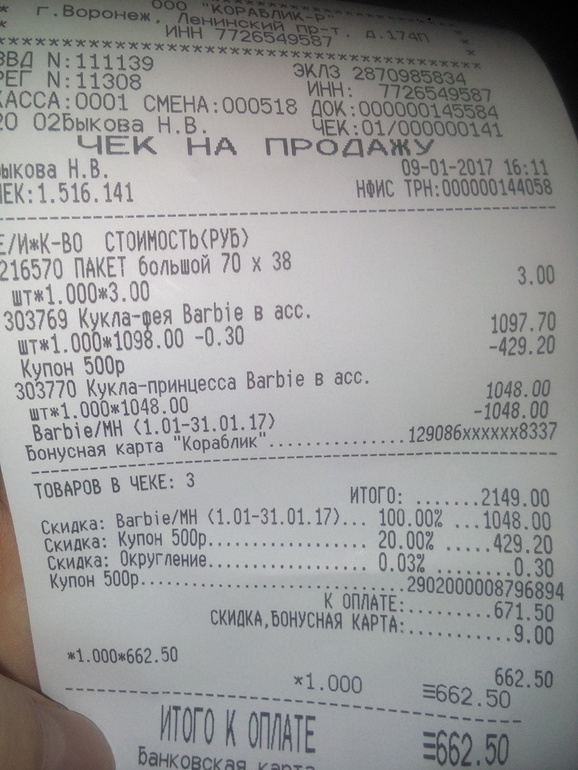 ООО "КОРАБЛИК-Р"
* г.Воронеж, Ленинский пр-т, д.174П *
* ИНН 7726549587 *
****************************************
ЗВД N:111139 ЭКЛЗ 2870985834
РЕГ N:11308 ИНН: 7726549587
КАССА:0001 СМЕНА:000518 ДОК:000000145584
20 02Быкова Н.В. ЧЕК:01/000000141
ЧЕК НА ПРОДАЖУ
ыкова Н.В. 09-01-2017 16:11
ЧЕК:1.516.141 НФИС ТРН:000000144058
Е/И*К-ВО СТОИМОСТЬ(РУБ)
216570 ПАКЕТ большой 70 х 38
шт*1.000*3.00 3.00
303769 Кукла-фея Barbie в асс.
шт*1.000*1098.00 -0.30 1097.70
Купон 500р -429.20
303770 Кукла-принцесса Barbie в асс.
шт*1.000*1048.00 1048.00
Barbie/МН (1.01-31.01.17) -1048.00
Бонусная карта "Кораблик"...............129086xxxxxx8337
ТОВАРОВ В ЧЕКЕ: 3
ИТОГО: .......2149.00
Скидка: Barbie/МН (1.01-31.01.17)... 100.00% ...1048.00
Скидка: Купон 500р................. 20.00% .....429.20
Скидка: Округление................. 0.03% .......0.30
Купон 500р..........................2902000008796894
К ОПЛАТЕ:........671.50
СКИДКА,БОНУСНАЯ КАРТА:..........9.00
*1.000*662.50 662.50
*1.000 ≡662.50
ИТОГО К ОПЛАТЕ ≡662.50
Банковская карта